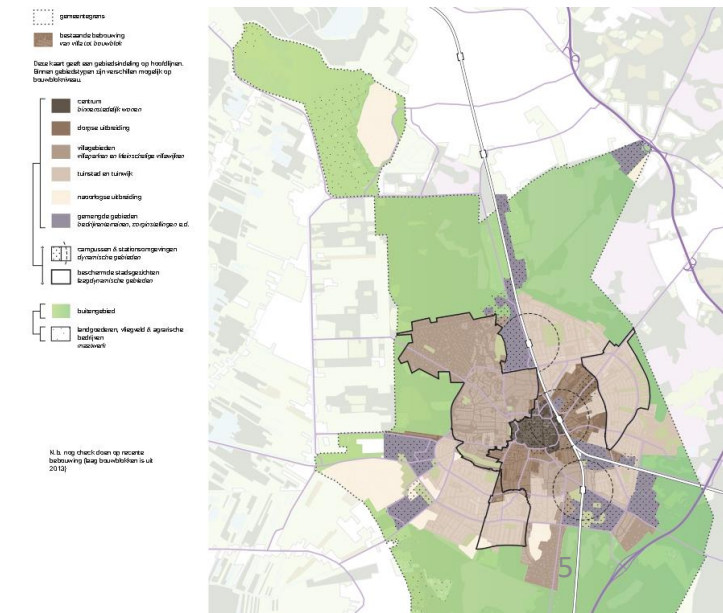 gemeentegrens
bestaande bebouwing
van villa tot bouwblok
Deze kaart geeft een gebiedsindeling op hoofdlijnen.
Binnen gebiedstypen zijn verschillen mogelijk op
bouwblokniveau.
centrum
binnenstedelijk wonen
dorpse uitbreiding
villagebieden
villaparken en kleinschalige villawijken
tuinstad en tuinwijk
naoorlogse uitbreiding
gemengde gebieden
bedrijventerreinen, zorginstellingen e.d.
campussen & stationsomgevingen
dynamische gebieden
beschermde stadsgezichten
laagdynamische gebieden
buitengebied
landgoederen, vliegveld & agrarische
bedrijven
maatwerk
N.b. nog check doen op recente
bebouwing (laag bouwblokken is uit
2013)
5